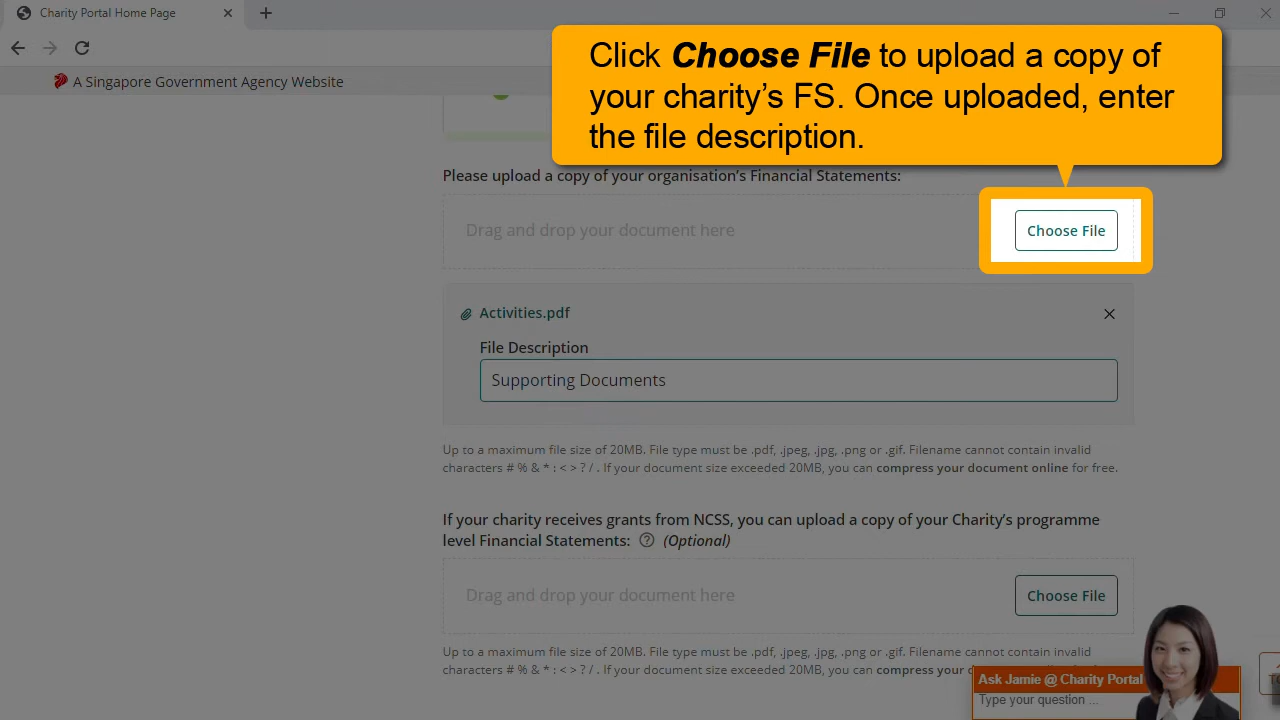 Charity Portal Home Page
A Singapore Government Agency Website
Click Choose File to upload a copy of
your charity's FS. Once uploaded, enter
the file description.
Please upload a copy of your organisation's Financial Statements:
Drag and drop your document here
Choose File
Activities.pdf
File Description
Supporting Documents
Up to a maximum file size of 20MB. File type must be .pdf, .jpeg, .jpg, .png or .gif. Filename cannot contain invalid
characters # % & * : < > ? / . If your document size exceeded 20MB, you can compress your document online for free.
If your charity receives grants from NCSS, you can upload a copy of your Charity's programme
level Financial Statements: (Optional)
Drag and drop your document here
Choose File
Up to a maximum file size of 20MB. File type must be .pdf, .jpeg, .jpg, .png or .gif. Filename cannot contain invalid
characters # % & * : < > ? / . If your document size exceeded 20MB, you can compress your
Ask Jamie @ Charity Portal
Type your question ...